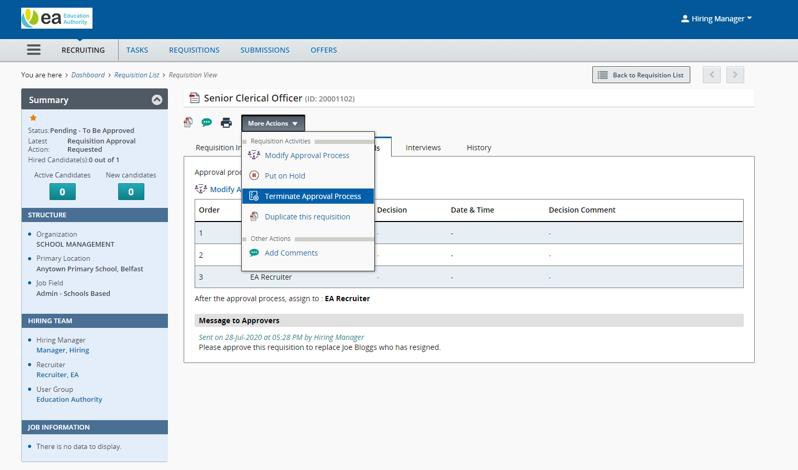 ea Education
Authority
Hiring Manager
RECRUITING TASKS REQUISITIONS SUBMISSIONS OFFERS
You are here › Dashboard › Requisition List › Requisition View
Back to Requisition List
Summary
Status: Pending - To Be Approved
Latest Action: Requisition Approval Requested
Hired Candidate(s): 0 out of 1
Active Candidates New candidates
0 0
STRUCTURE
Organization
SCHOOL MANAGEMENT
Primary Location
Anytown Primary School, Belfast
Job Field
Admin - Schools Based
HIRING TEAM
Hiring Manager
Manager, Hiring
Recruiter
Recruiter, EA
User Group
Education Authority
JOB INFORMATION
There is no data to display.
Senior Clerical Officer (ID: 20001102)
More Actions
Requisition Activities
Modify Approval Process
Put on Hold
Terminate Approval Process
Duplicate this requisition
Other Actions
Add Comments
Requisition In ls Interviews History
Approval proc
Modify A
Order Decision Date & Time Decision Comment
1 - - -
2 - - -
3 EA Recruiter - - -
After the approval process, assign to : EA Recruiter
Message to Approvers
Sent on 28-Jul-2020 at 05:28 PM by Hiring Manager
Please approve this requisition to replace Joe Bloggs who has resigned.